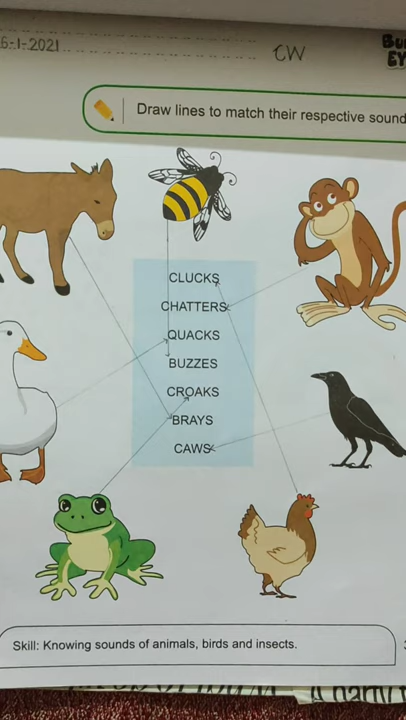 6-1-2021
CW
Draw lines to match their respective sound
CLUCKS
CHATTERS
QUACKS
BUZZES
CROAKS
BRAYS
CAWS
Skill: Knowing sounds of animals, birds and insects.